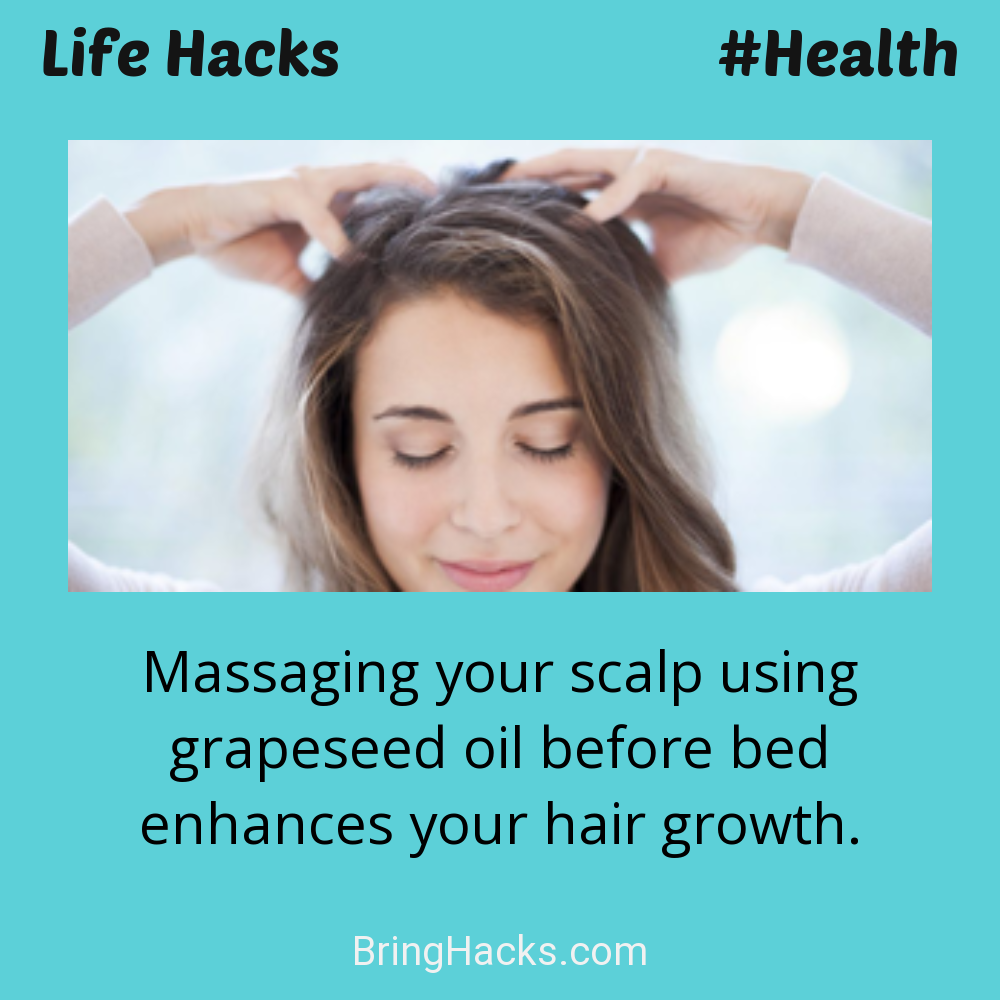 Life Hacks
#Health
Massaging your scalp using
grapeseed oil before bed
enhances your hair growth.
BringHacks.com